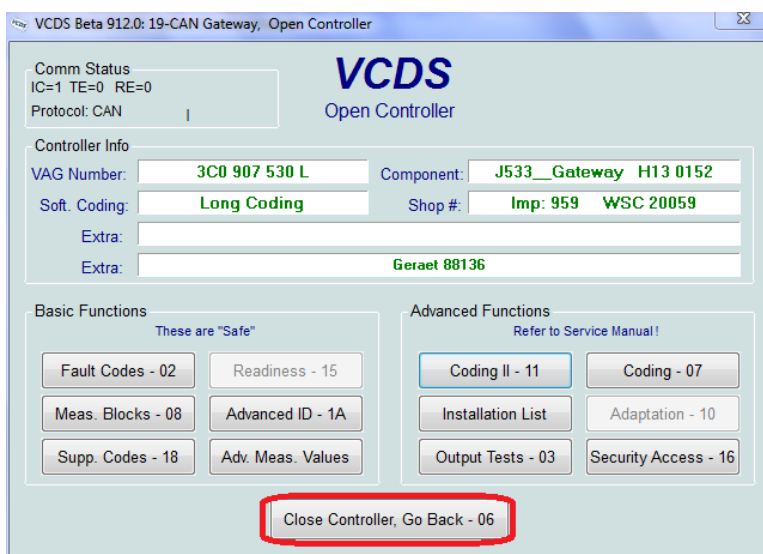 VCDS Beta 912.0: 19-CAN Gateway, Open Controller
Comm Status
IC=1 TE=0 RE=0
Protocol: CAN
VCDS
Open Controller
Controller Info
VAG Number: 3C0 907 530 L Component: J533__Gateway H13 0152
Soft. Coding: Long Coding Shop #: Imp: 959 WSC 20059
Extra:
Extra: Geraet 88136
Basic Functions
These are "Safe"
Fault Codes - 02 Readiness - 15
Meas. Blocks - 08 Advanced ID - 1A
Supp. Codes - 18 Adv. Meas. Values
Advanced Functions
Refer to Service Manual!
Coding II - 11 Coding - 07
Installation List Adaptation - 10
Output Tests - 03 Security Access - 16
Close Controller, Go Back - 06